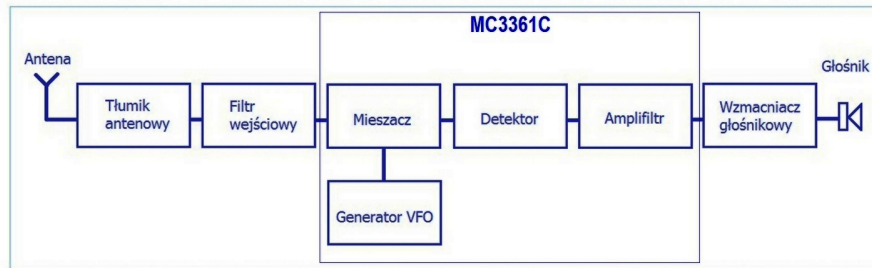 MC3361C
Antena
Głośnik
Tłumik
antenowy
Filtr
wejściowy
Mieszacz
Detektor
Amplifiltr
Wzmacniacz
głośnikowy
Generator VFO